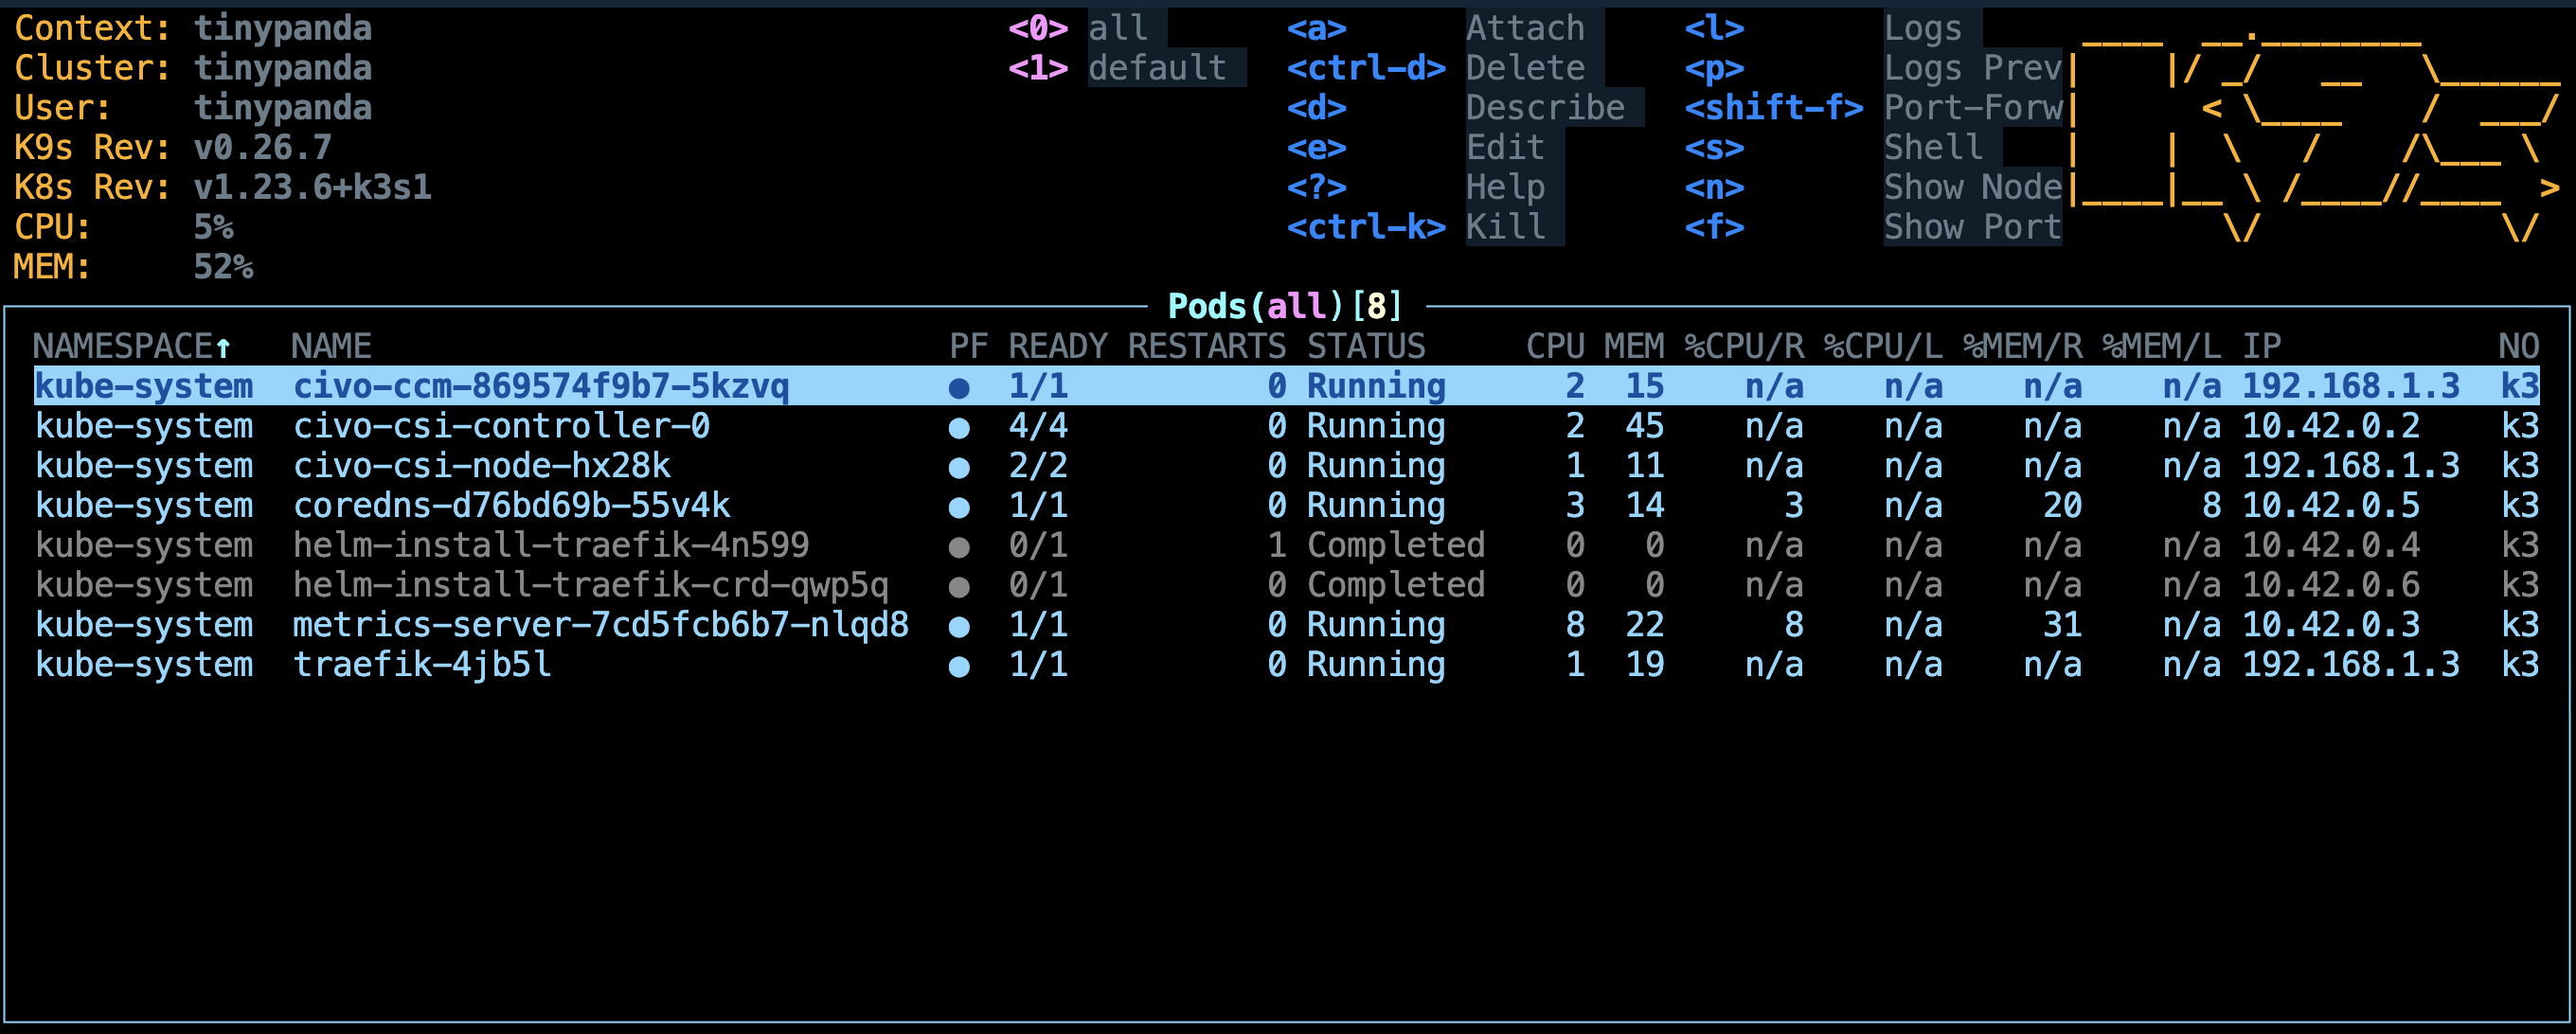 Context: tinypanda <0> all <a> Attach <l> Logs
Cluster: tinypanda <1> default <ctrl-d> Delete <p> Logs Prev
User: tinypanda <d> Describe <shift-f> Port-Forw
K9s Rev: v0.26.7 <e> Edit <s> Shell
K8s Rev: v1.23.6+k3s1 <?> Help <n> Show Node
CPU: 5% <ctrl-k> Kill <f> Show Port
MEM: 52%
Pods(all)[8]
NAMESPACE↑ NAME PF READY RESTARTS STATUS CPU MEM %CPU/R %CPU/L %MEM/R %MEM/L IP NO
kube-system civo-ccm-869574f9b7-5kzvq ● 1/1 0 Running 2 15 n/a n/a n/a n/a 192.168.1.3 k3
kube-system civo-csi-controller-0 ● 4/4 0 Running 2 45 n/a n/a n/a n/a 10.42.0.2 k3
kube-system civo-csi-node-hx28k ● 2/2 0 Running 1 11 n/a n/a n/a n/a 192.168.1.3 k3
kube-system coredns-d76bd69b-55v4k ● 1/1 0 Running 3 14 3 n/a 20 8 10.42.0.5 k3
kube-system helm-install-traefik-4n599 ● 0/1 1 Completed 0 0 n/a n/a n/a n/a 10.42.0.4 k3
kube-system helm-install-traefik-crd-qwp5q ● 0/1 0 Completed 0 0 n/a n/a n/a n/a 10.42.0.6 k3
kube-system metrics-server-7cd5fcb6b7-nlqd8 ● 1/1 0 Running 8 22 8 n/a 31 n/a 10.42.0.3 k3
kube-system traefik-4jb5l ● 1/1 0 Running 1 19 n/a n/a n/a n/a 192.168.1.3 k3